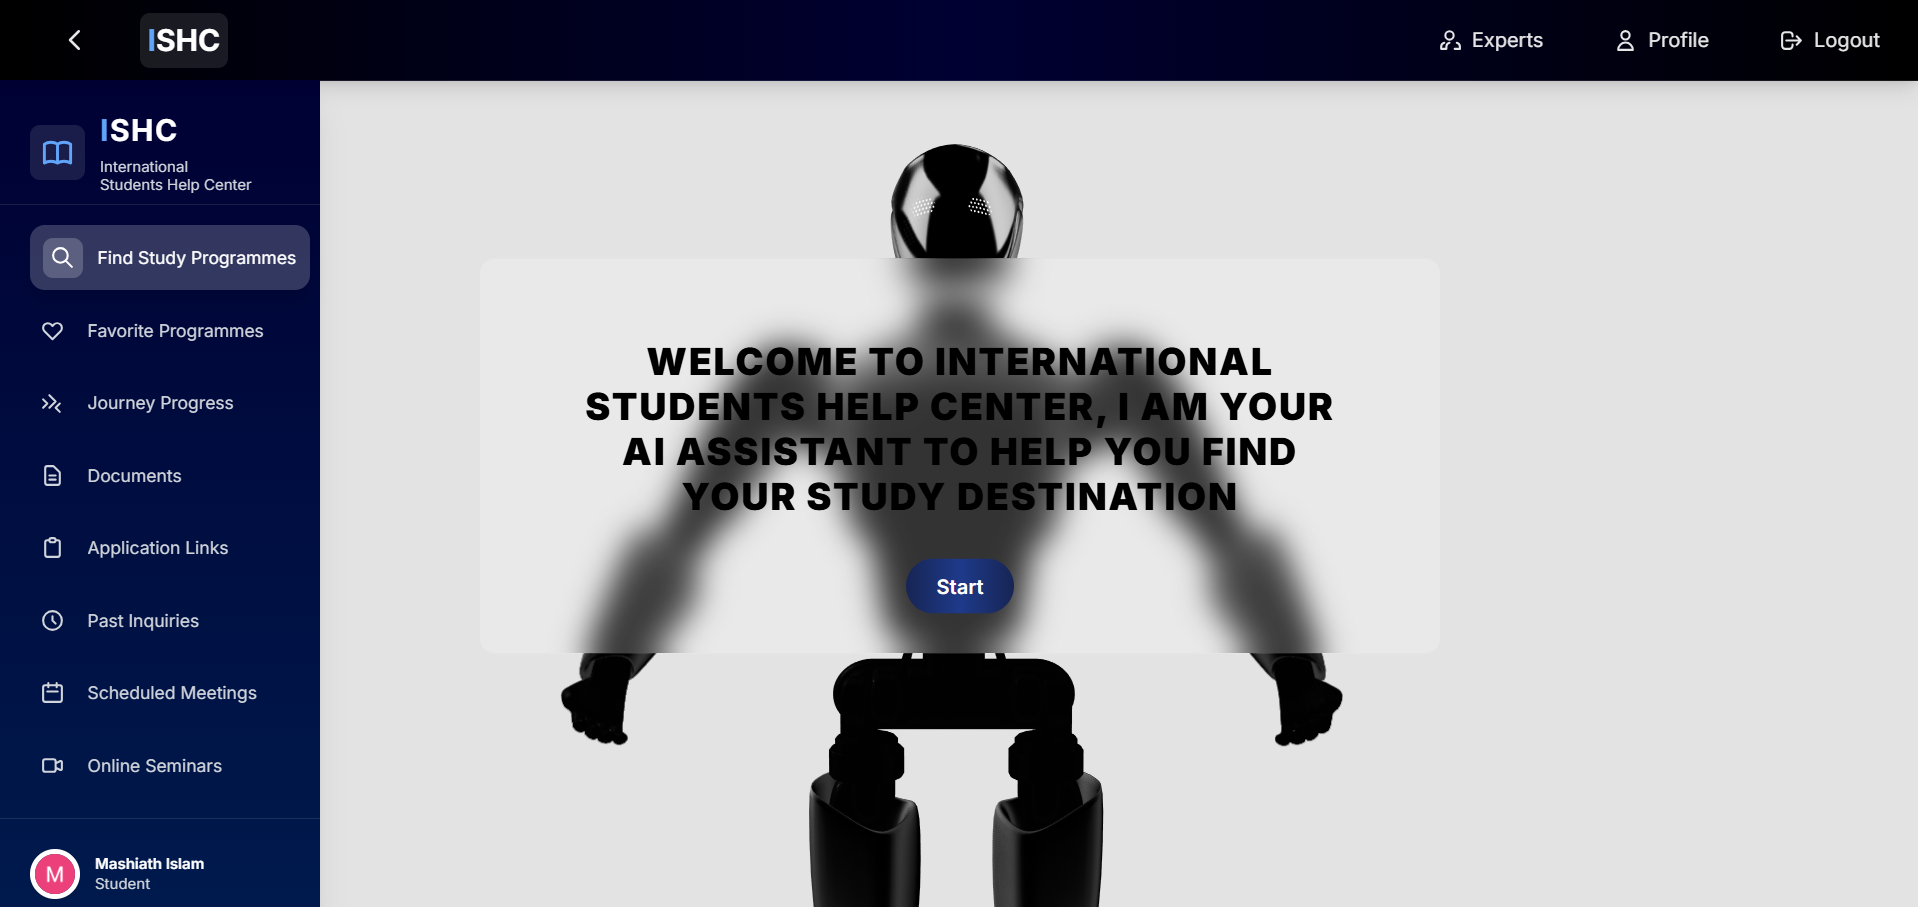 ISHC
Experts
Profile
Logout
ISHC
International
Students Help Center
Find Study Programmes
Favorite Programmes
Journey Progress
Documents
Application Links
Past Inquiries
Scheduled Meetings
Online Seminars
M
Mashiath Islam
Student
WELCOME TO INTERNATIONAL
STUDENTS HELP CENTER, I AM YOUR
AI ASSISTANT TO HELP YOU FIND
YOUR STUDY DESTINATION
Start